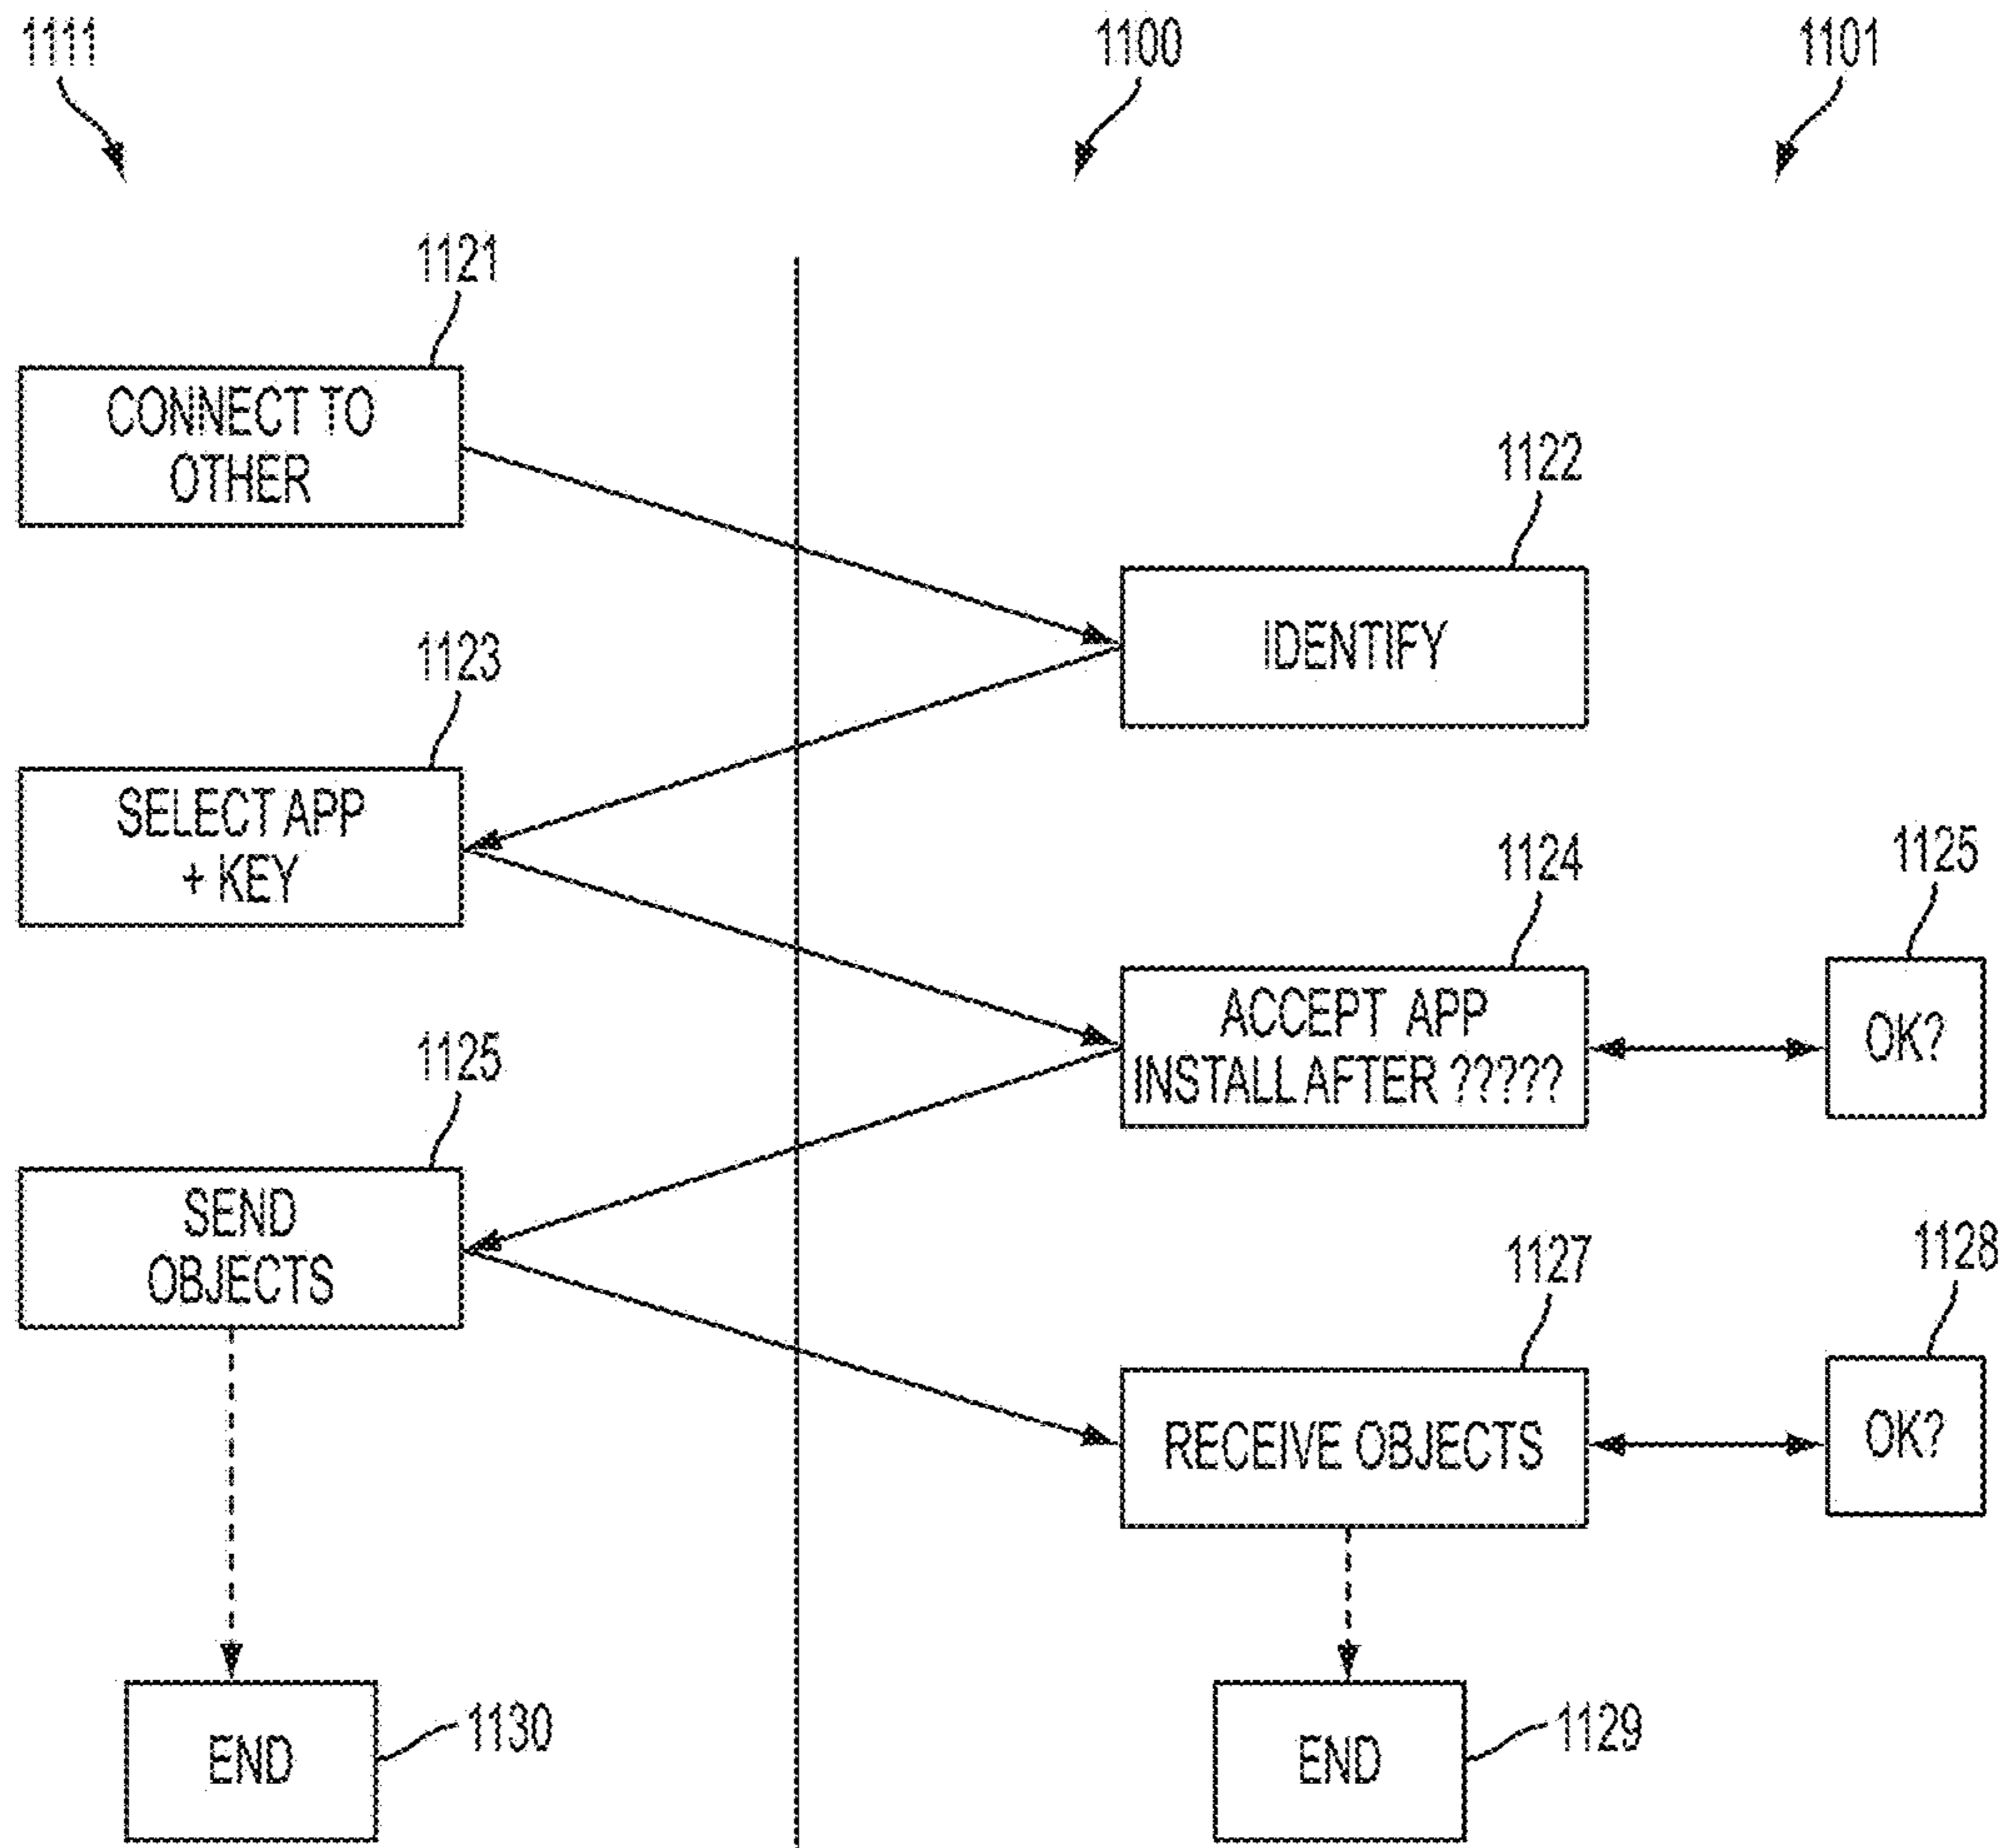 1111
1100
1101
1121
CONNECT TO
OTHER
1122
IDENTIFY
1123
SELECT APP
+ KEY
1124
ACCEPT APP
INSTALL AFTER ?????
1125
OK?
1125
SEND
OBJECTS
1127
RECEIVE OBJECTS
1128
OK?
END
1130
END
1129